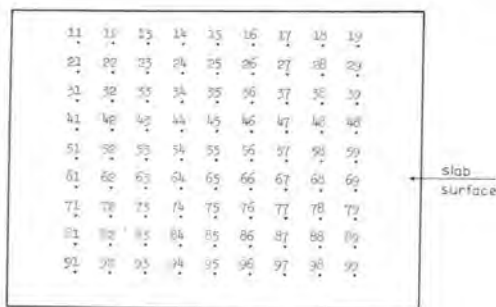 11 12 13 14 15 16 17 18 19
21 22 23 24 25 26 27 28 29
31 32 33 34 35 36 37 38 39
41 42 43 44 45 46 47 48 48
51 52 53 54 55 56 57 58 59
61 62 63 64 65 66 67 68 69
71 72 73 74 75 76 77 78 79
81 82 83 84 85 86 87 88 89
91 92 93 94 95 96 97 98 99
slab
surface